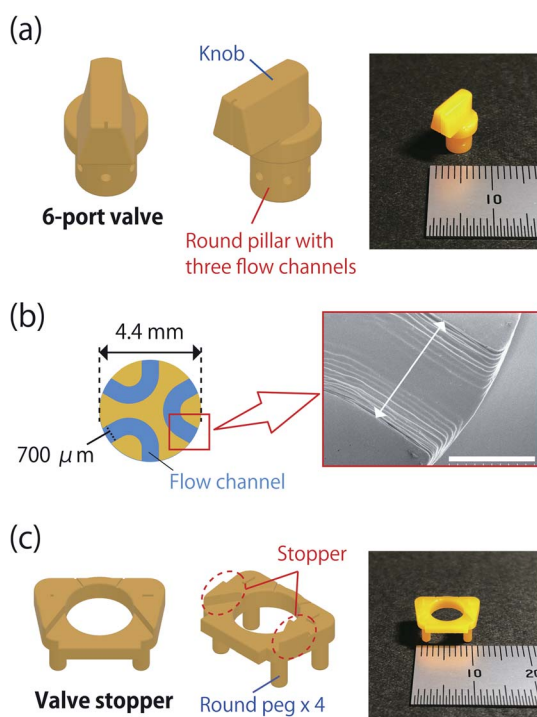 (a)
Knob
6-port valve
Round pillar with
three flow channels
10
(b)
4.4 mm
700 μm
Flow channel
(c)
Stopper
Valve stopper
Round peg x 4
10
20